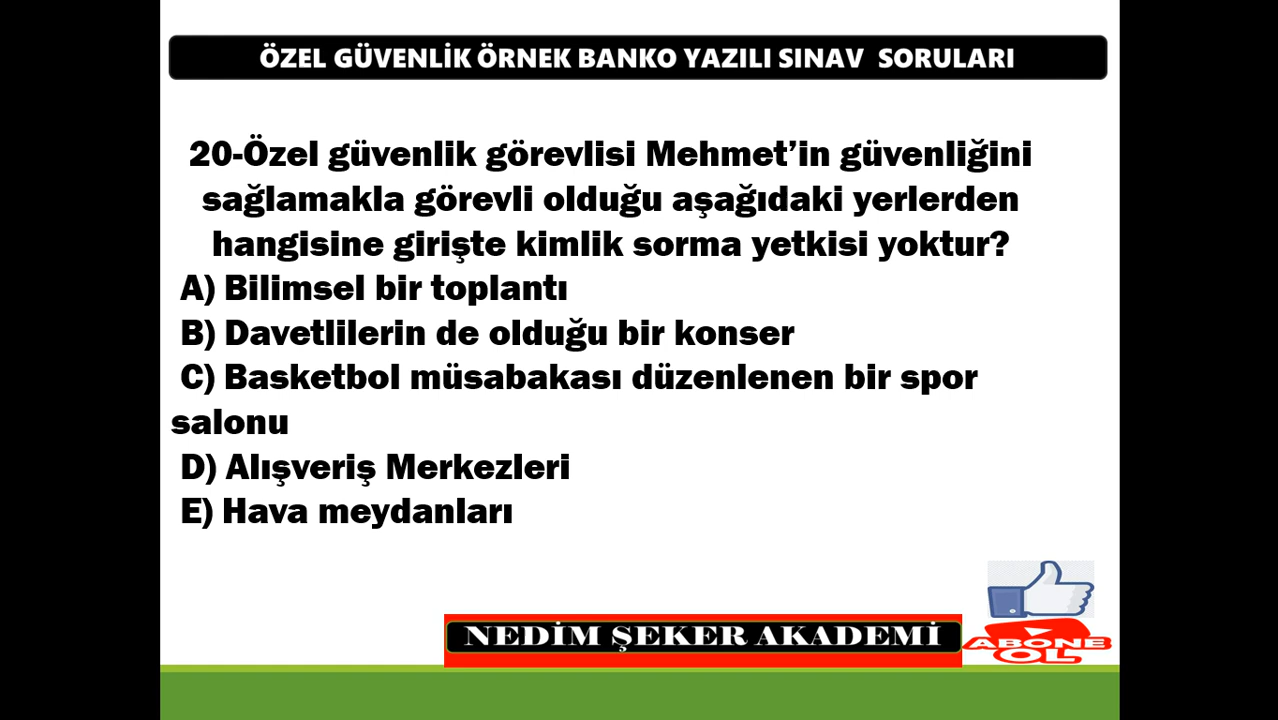 ÖZEL GÜVENLİK ÖRNEK BANKO YAZILI SINAV SORULARI
20-Özel güvenlik görevlisi Mehmet’in güvenliğini
sağlamakla görevli olduğu aşağıdaki yerlerden
hangisine girişte kimlik sorma yetkisi yoktur?
A) Bilimsel bir toplantı
B) Davetlilerin de olduğu bir konser
C) Basketbol müsabakası düzenlenen bir spor
salonu
D) Alışveriş Merkezleri
E) Hava meydanları
NEDİM ŞEKER AKADEMİ
ABONE
OL